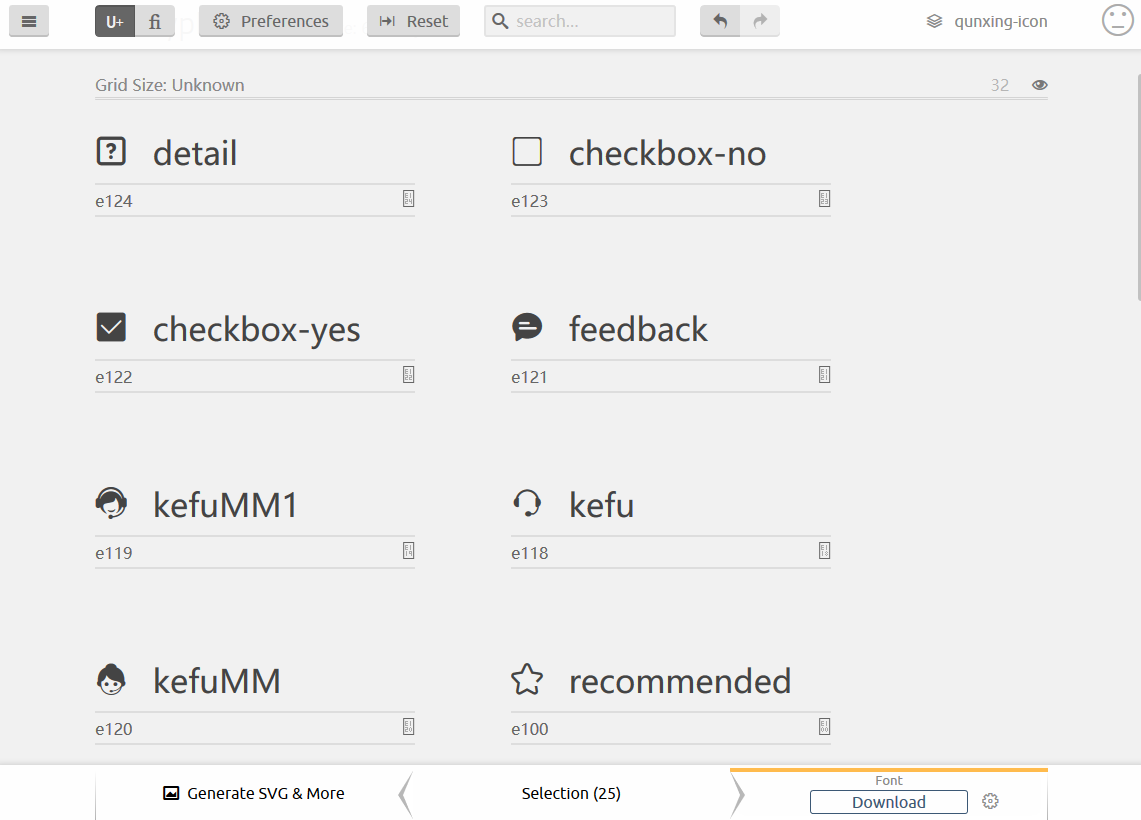 U+ fi Preferences Reset search... qunxing-icon
Grid Size: Unknown 32
detail checkbox-no
e124 e123
checkbox-yes feedback
e122 e121
kefuMM1 kefu
e119 e118
kefuMM recommended
e120 e100
Font
Generate SVG & More Selection (25)
Download